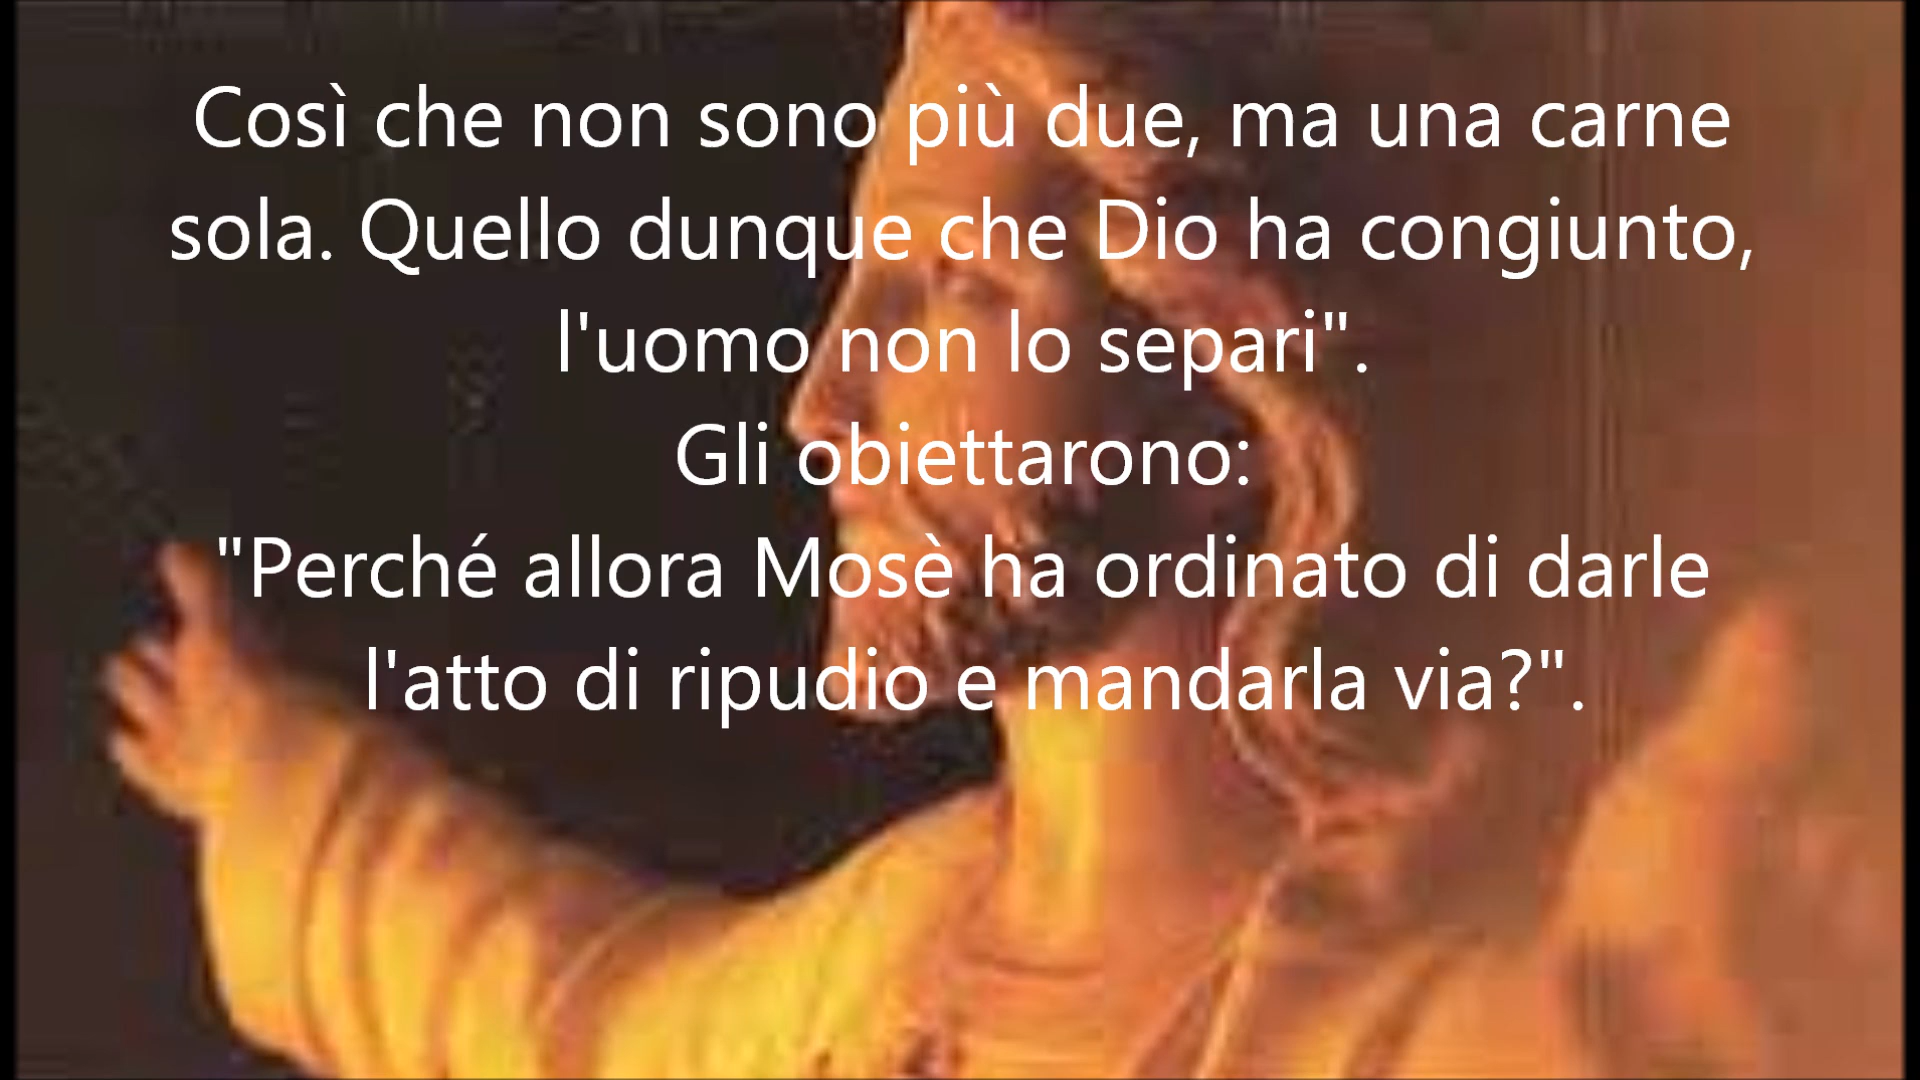 Così che non sono più due, ma una carne
sola. Quello dunque che Dio ha congiunto,
l'uomo non lo separi".
Gli obiettarono:
"Perché allora Mosè ha ordinato di darle
l'atto di ripudio e mandarla via?".